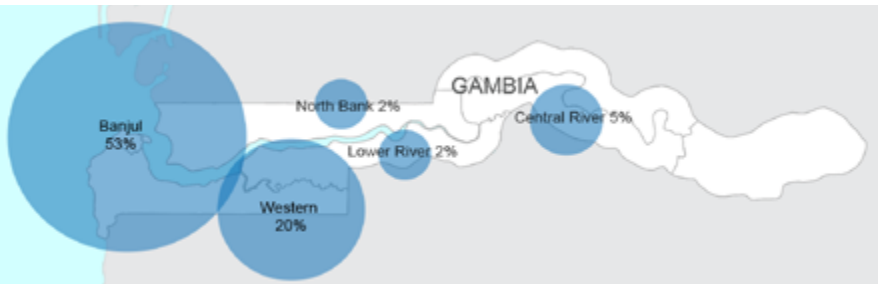 GAMBIA
North Bank 2%
Central River 5%
Banjul
53%
Lower River 2%
Western
20%